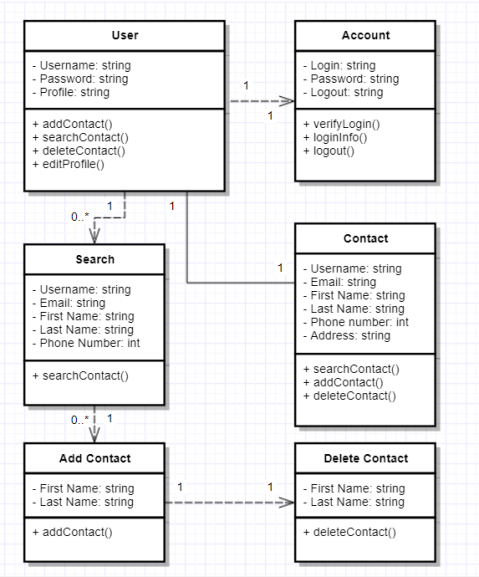 User
- Username: string
- Password: string
- Profile: string
+ addContact()
+ searchContact()
+ deleteContact()
+ editProfile()
1
1
Account
- Login: string
- Password: string
- Logout: string
+ verifyLogin()
+ loginInfo()
+ logout()
1
0..*
1
1
Search
- Username: string
- Email: string
- First Name: string
- Last Name: string
- Phone Number: int
+ searchContact()
Contact
- Username: string
- Email: string
- First Name: string
- Last Name: string
- Phone number: int
- Address: string
+ searchContact()
+ addContact()
+ deleteContact()
0..*
1
Add Contact
- First Name: string
- Last Name: string
+ addContact()
1
1
Delete Contact
- First Name: string
- Last Name: string
+ deleteContact()